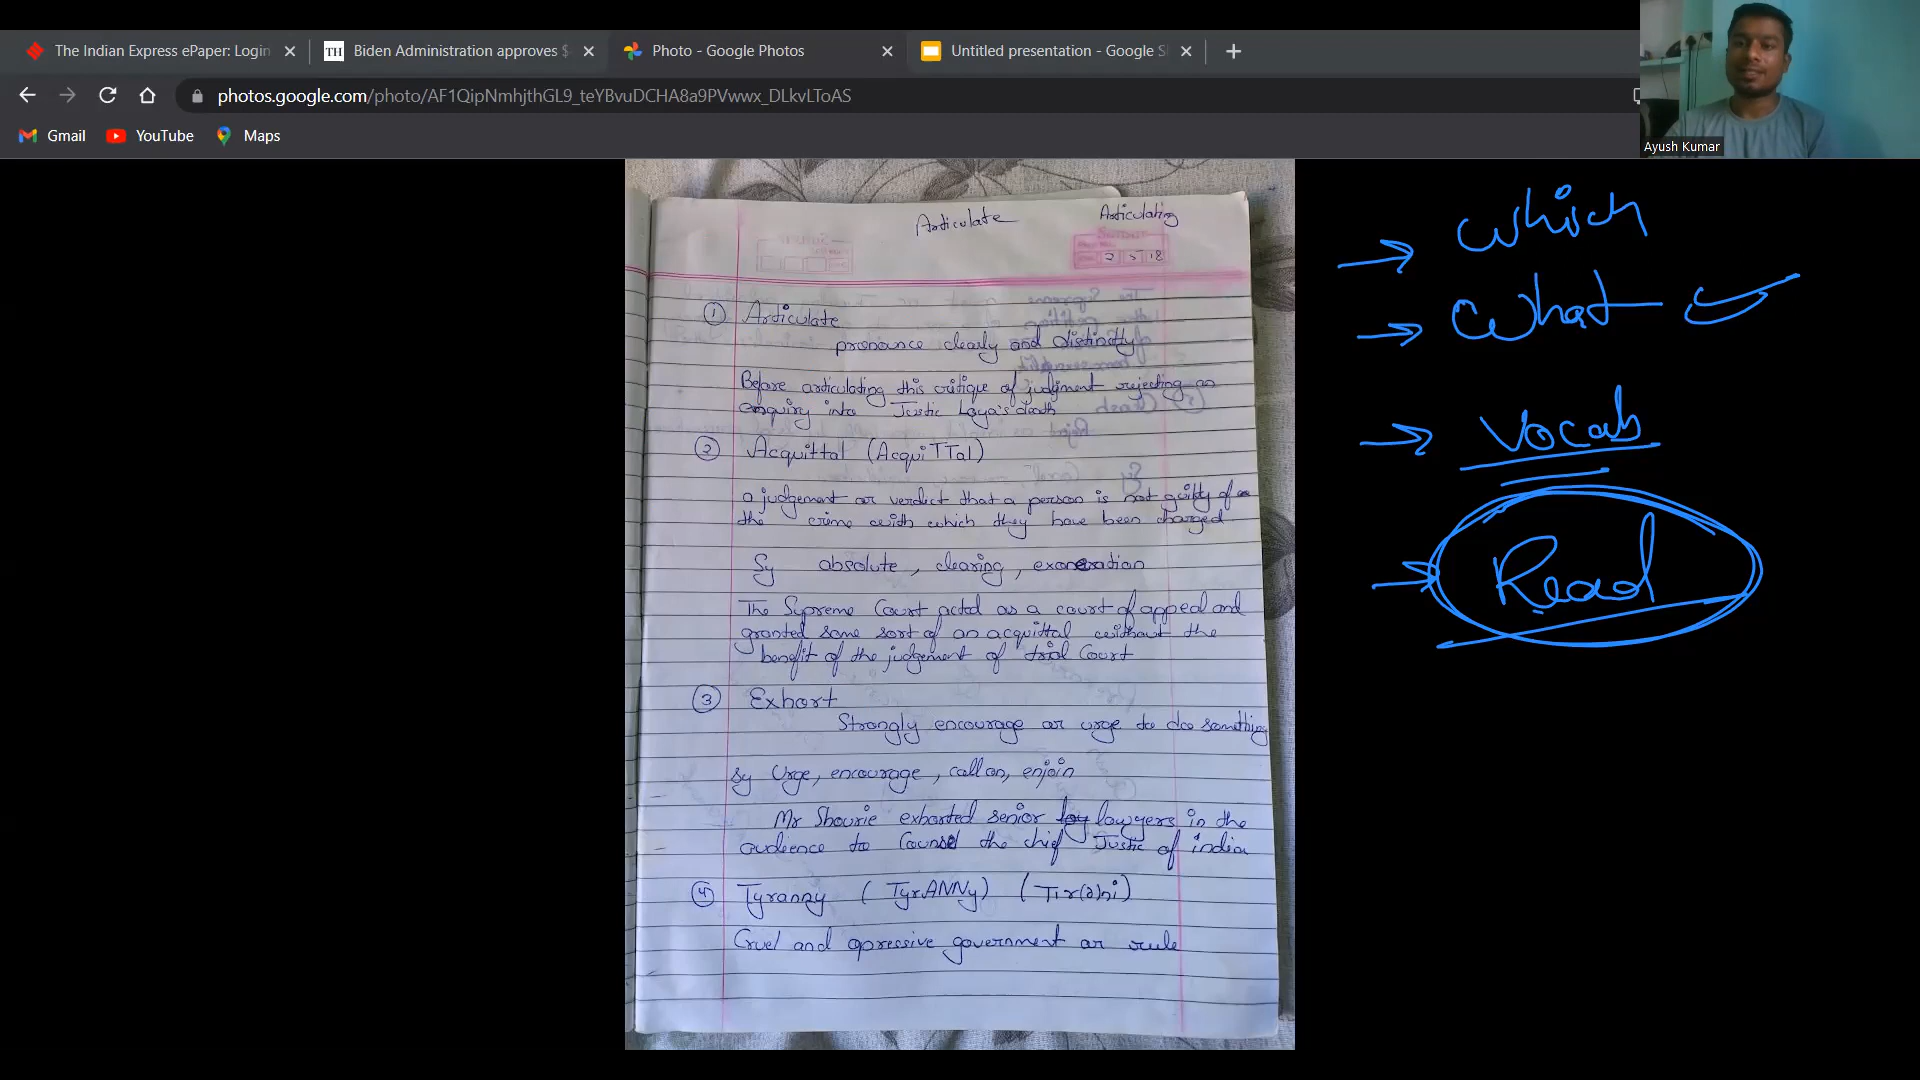 The Indian Express ePaper: Login
Biden Administration approves $
Photo - Google Photos
Untitled presentation - Google S
photos.google.com/photo/AF1QipNmhjthGL9_teYBvuDCHA8a9PVwwx_DLkvLToAS
Gmail
YouTube
Maps
Ayush Kumar
Articulate
Articulating
2 5 18
1 Articulate
pronounce clearly and distinctly
Before articulating this critique of judgment rejecting an
enquiry into Justic Loya's death
2 Acquittal (AcquiTTal)
a judgement or verdict that a person is not guilty of
the crime with which they have been charged
Sy absolute, clearing, exoneration
The Supreme Court acted as a court of appeal and
granted some sort of an acquittal without the
benefit of the judgement of trial Court
3 Exhort
Strongly encourage or urge to do something
Sy Urge, encourage, call on, enjoin
Mr Shourie exhorted senior lawyers in the
audience to Counsel the chief Justic of india
4 Tyranny (TyrANNy) (Tir(ə)ni)
Cruel and opressive government or rule
→ Which
→ What
→ Vocab
→ Read